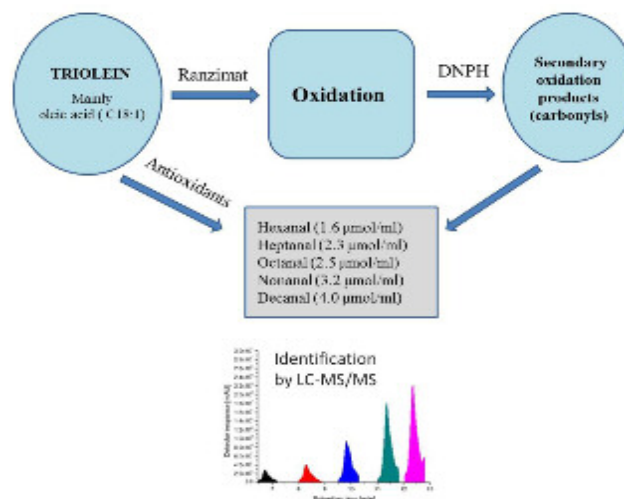 TRIOLEIN
Mainly
oleic acid (C18:1)
Ranzimat
Oxidation
DNPH
Secondary
oxidation
products
(carbonyls)
Antioxidants
Hexanal (1.6 µmol/ml)
Heptanal (2.3 µmol/ml)
Octanal (2.5 µmol/ml)
Nonanal (3.2 µmol/ml)
Decanal (4.0 µmol/ml)
Identification
by LC-MS/MS